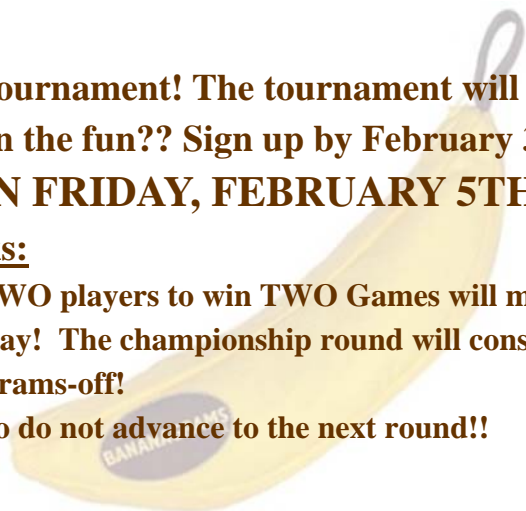 ournament! The tournament will
n the fun?? Sign up by February
N FRIDAY, FEBRUARY 5TH
s:
WO players to win TWO Games will m
ay! The championship round will cons
rams-off!
o do not advance to the next round!!
BANANAGRAMS